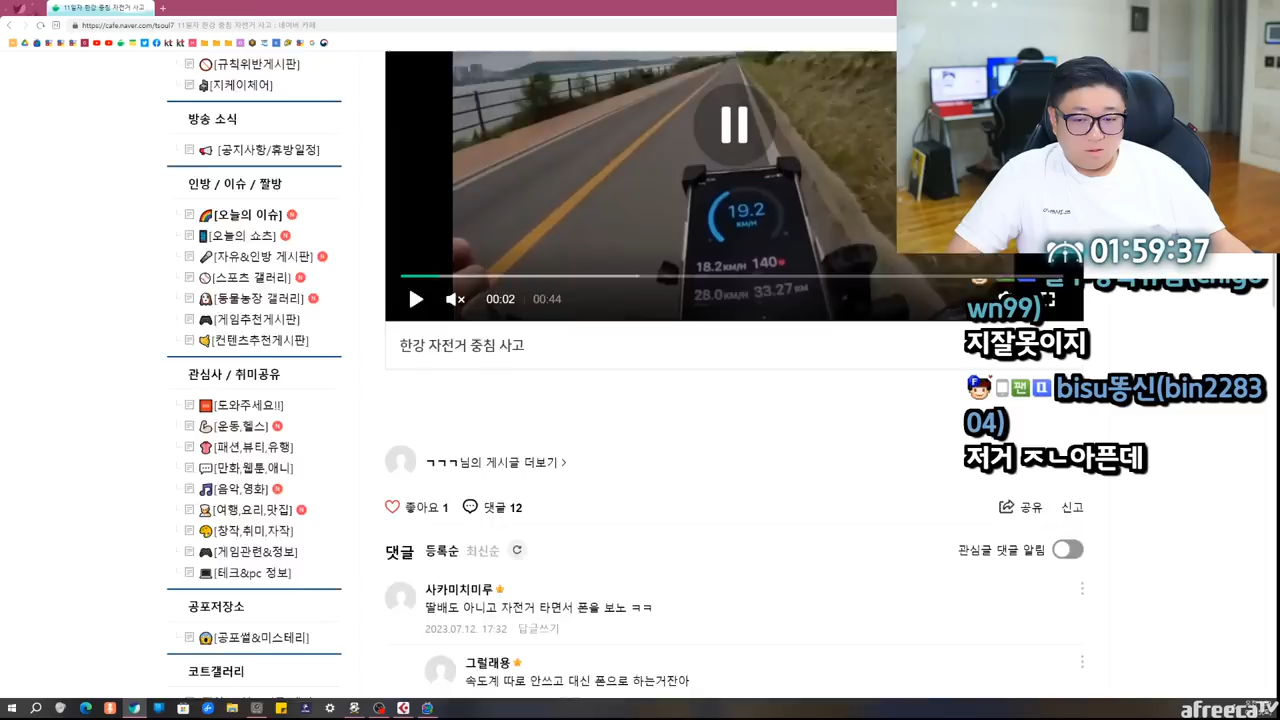 11일자 한강 중침 자전거 사고
https://cafe.naver.com/tsoul7 11일자 한강 중침 자전거 사고 : 네이버 카페
[규칙위반게시판]
[지케이체어]
방송 소식
[공지사항/휴방일정]
인방 / 이슈 / 짤방
[오늘의 이슈] N
[오늘의 쇼츠] N
[자유&인방 게시판] N
[스포츠 갤러리] N
[동물농장 갤러리] N
[게임추천게시판]
[컨텐츠추천게시판]
관심사 / 취미공유
[도와주세요!!]
[운동,헬스] N
[패션,뷰티,유행]
[만화,웹툰,애니]
[음악,영화] N
[여행,요리,맛집] N
[창작,취미,자작]
[게임관련&정보]
[테크&pc 정보]
공포저장소
[공포썰&미스테리]
코트갤러리
19.2
KM/H
18.2KM/H 140
28.0KM/H 33.27KM
00:02 00:44
한강 자전거 중침 사고
ㄱㄱㄱ님의 게시글 더보기
좋아요 1 댓글 12
공유 신고
댓글 등록순 최신순
관심글 댓글 알림
사카미치미루
딸배도 아니고 자전거 타면서 폰을 보노 ㅋㅋ
2023.07.12. 17:32 답글쓰기
그럴래용
속도계 따로 안쓰고 대신 폰으로 하는거잖아
01:59:37
wn99)
지잘못이지
F 팬 bisu똥신(bin2283
04)
저거 ㅈㄴ아픈데
afreecaTV